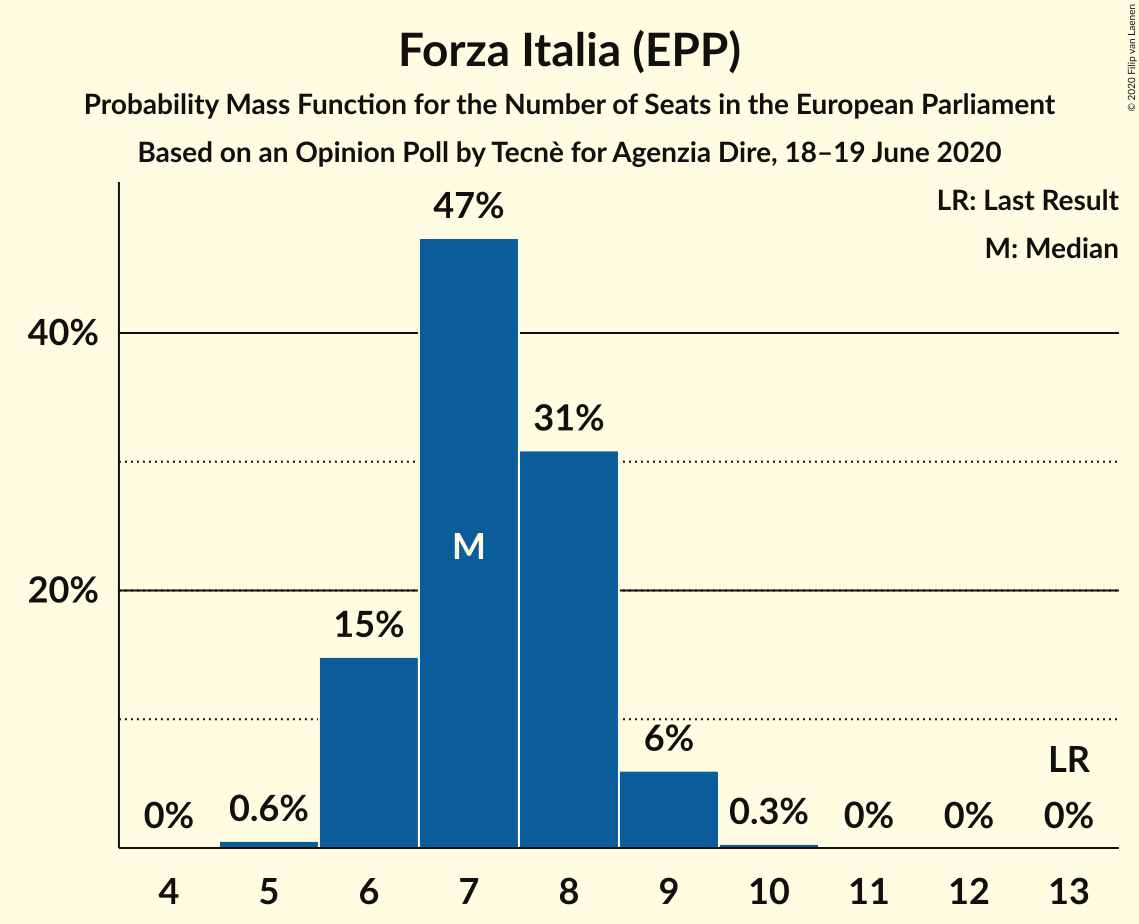 Forza Italia (EPP)
Probability Mass Function for the Number of Seats in the European Parliament
Based on an Opinion Poll by Tecnè for Agenzia Dire, 18–19 June 2020
© 2020 Filip van Laenen
LR: Last Result
M: Median
47%
40%
31%
M
20%
15%
6%
LR
0%
0.6%
0.3%
0%
0%
0%
4 5 6 7 8 9 10 11 12 13